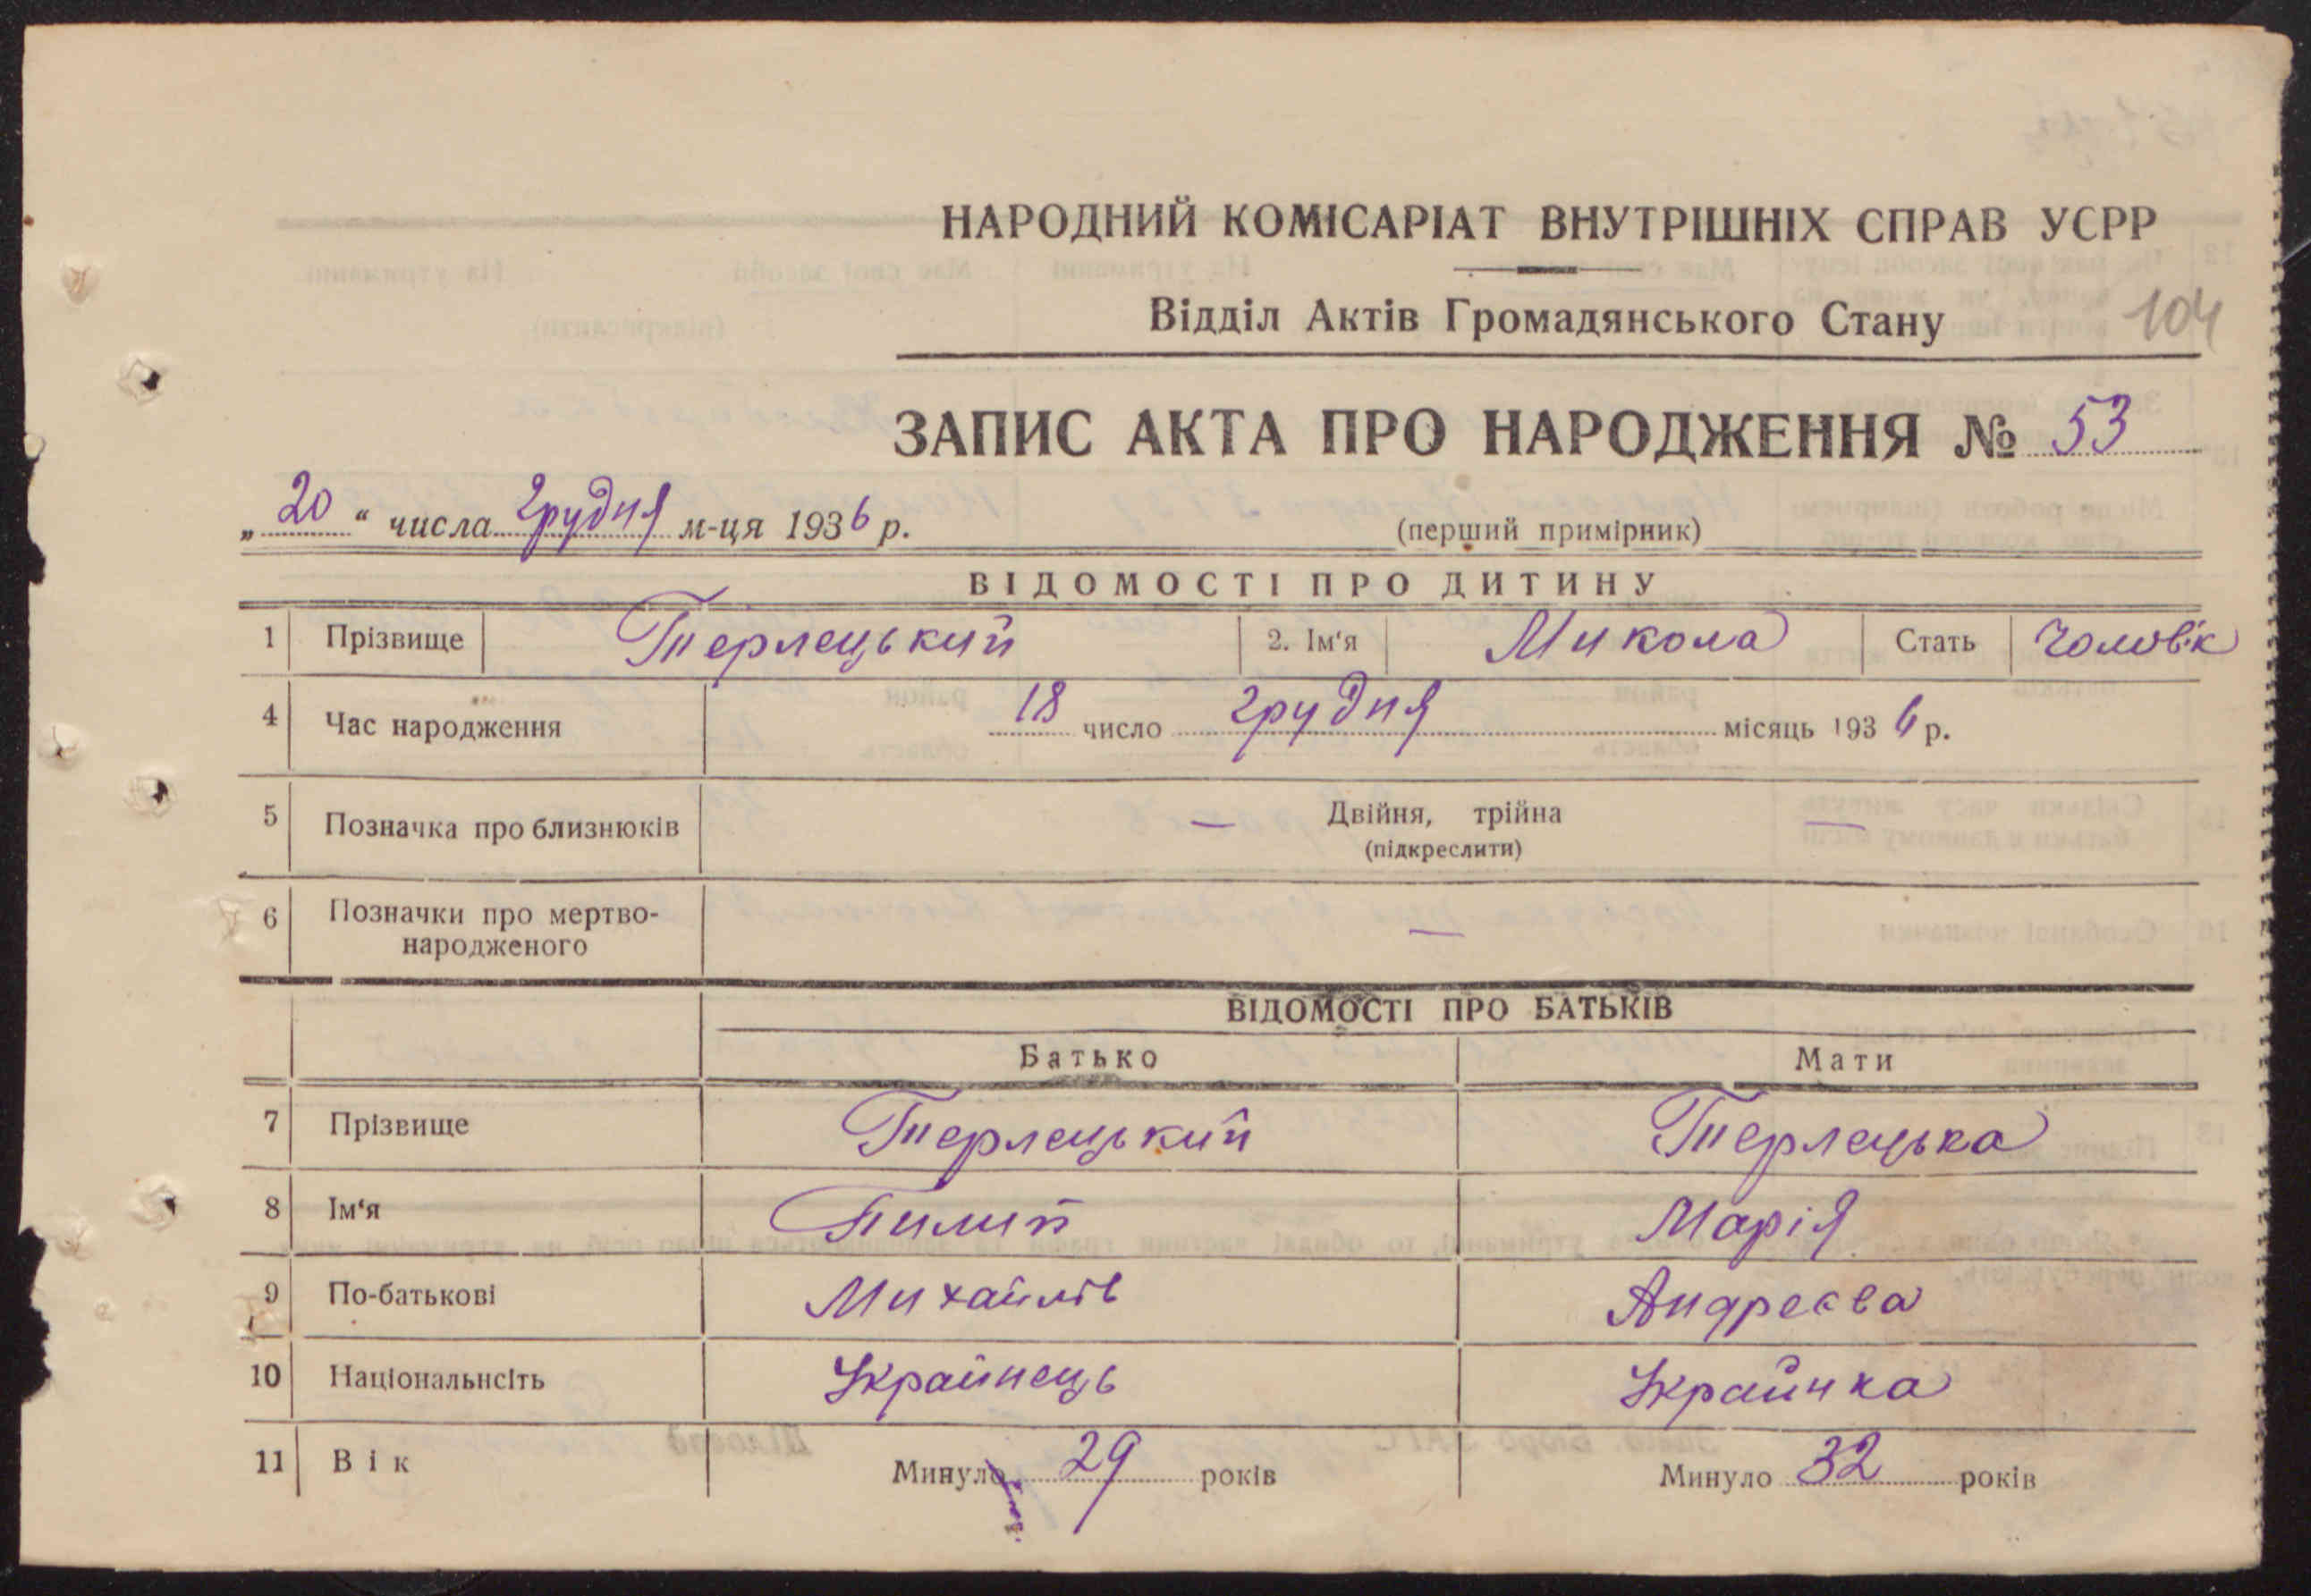 НАРОДНИЙ КОМІСАРІАТ ВНУТРІШНІХ СПРАВ УСРР
Відділ Актів Громадянського Стану 104
ЗАПИС АКТА ПРО НАРОДЖЕННЯ № 53
„ 20 “ числа грудня м-ця 1936 р.
(перший примірник)
ВІДОМОСТІ ПРО ДИТИНУ
1 Прізвище Терлецький 2. Ім‘я Микола Стать Чоловік
4 Час народження 18 число грудня місяць 1936 р.
5 Позначка про близнюків — Двійня, трійна —
(підкреслити)
6 Позначки про мертво-
народженого —
ВІДОМОСТІ ПРО БАТЬКІВ
Батько Мати
7 Прізвище Терлецький Терлецька
8 Ім‘я Пилип Марія
9 По-батькові Михайлів Андреєва
10 Національнсіть Українець Українка
11 Вік Минуло 29 років Минуло 32 років